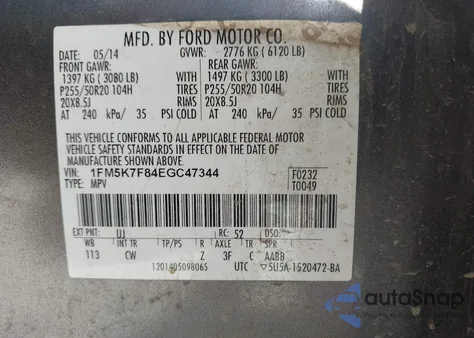 MFD. BY FORD MOTOR CO.
DATE: 05/14 GVWR: 2776 KG ( 6120 LB)
FRONT GAWR: REAR GAWR:
1397 KG ( 3080 LB) WITH 1497 KG ( 3300 LB)
P255/50R20 104H TIRES P255/50R20 104H
20X8.5J RIMS 20X8.5J
AT 240 kPa/ 35 PSI COLD AT 240 kPa/ 35 PSI COLD
THIS VEHICLE CONFORMS TO ALL APPLICABLE FEDERAL MOTOR
VEHICLE SAFETY STANDARDS IN EFFECT ON THE DATE OF
MANUFACTURE SHOWN ABOVE.
VIN: 1FM5K7F84EGC47344 F0232
TYPE: MPV T0049
EXT PNT: UJ RC: 52 DSO:
WB INT TR TP/PS R AXLE TR SPR
113 CW Z 3F C AABB
1201405098065 UTC ▽5U5A-1520472-BA
autoSnap